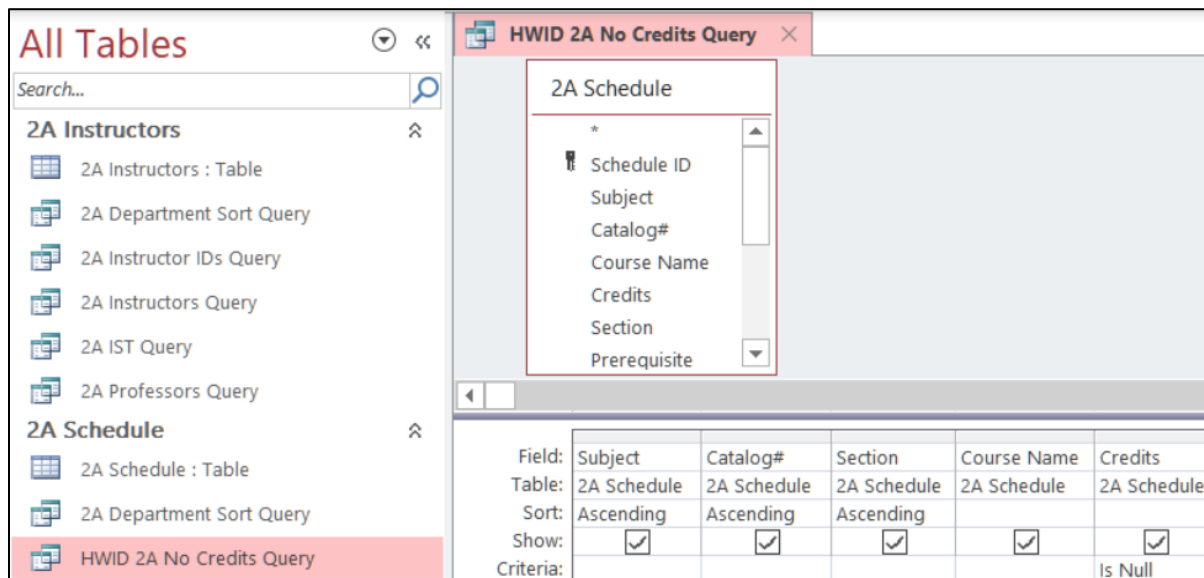 All Tables
Search...
2A Instructors
2A Instructors : Table
2A Department Sort Query
2A Instructor IDs Query
2A Instructors Query
2A IST Query
2A Professors Query
2A Schedule
2A Schedule : Table
2A Department Sort Query
HWID 2A No Credits Query
HWID 2A No Credits Query
2A Schedule
*
Schedule ID
Subject
Catalog#
Course Name
Credits
Section
Prerequisite
Field: Subject Catalog# Section Course Name Credits
Table: 2A Schedule 2A Schedule 2A Schedule 2A Schedule 2A Schedule
Sort: Ascending Ascending Ascending
Show:
Criteria: Is Null